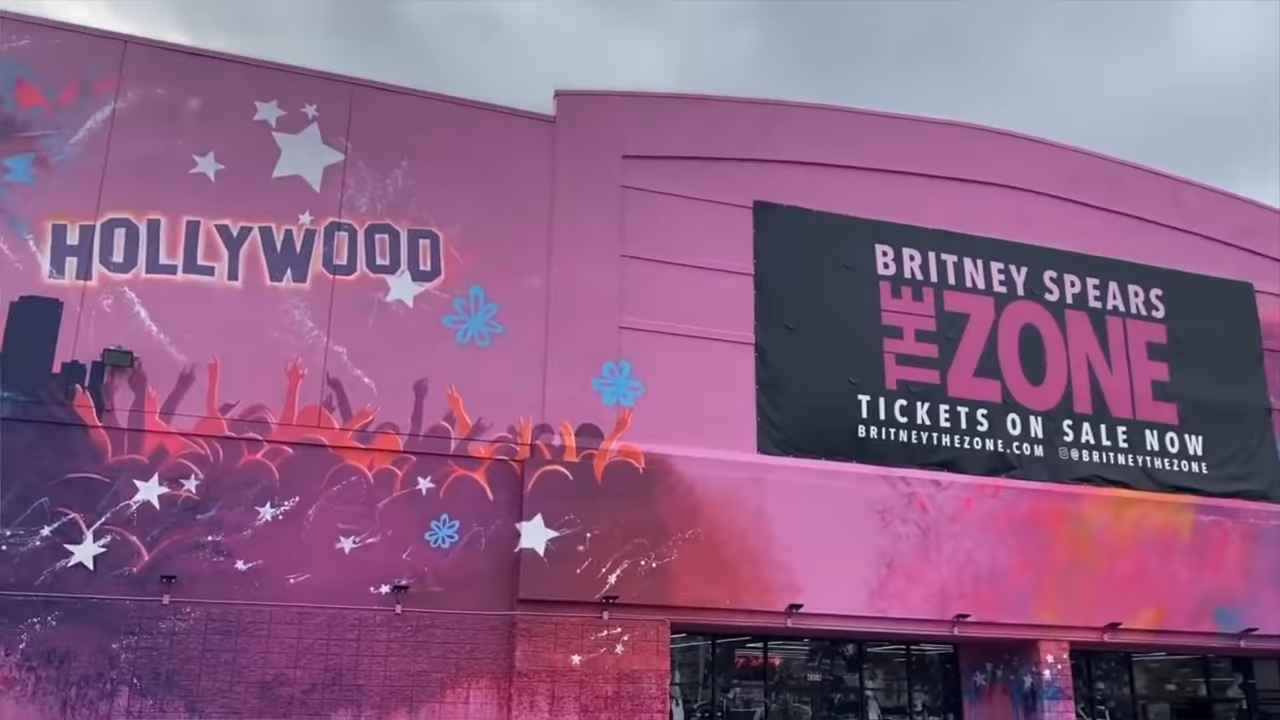 HOLLYWOOD
BRITNEY SPEARS
THE ZONE
TICKETS ON SALE NOW
BRITNEYTHEZONE.COM @BRITNEYTHEZONE